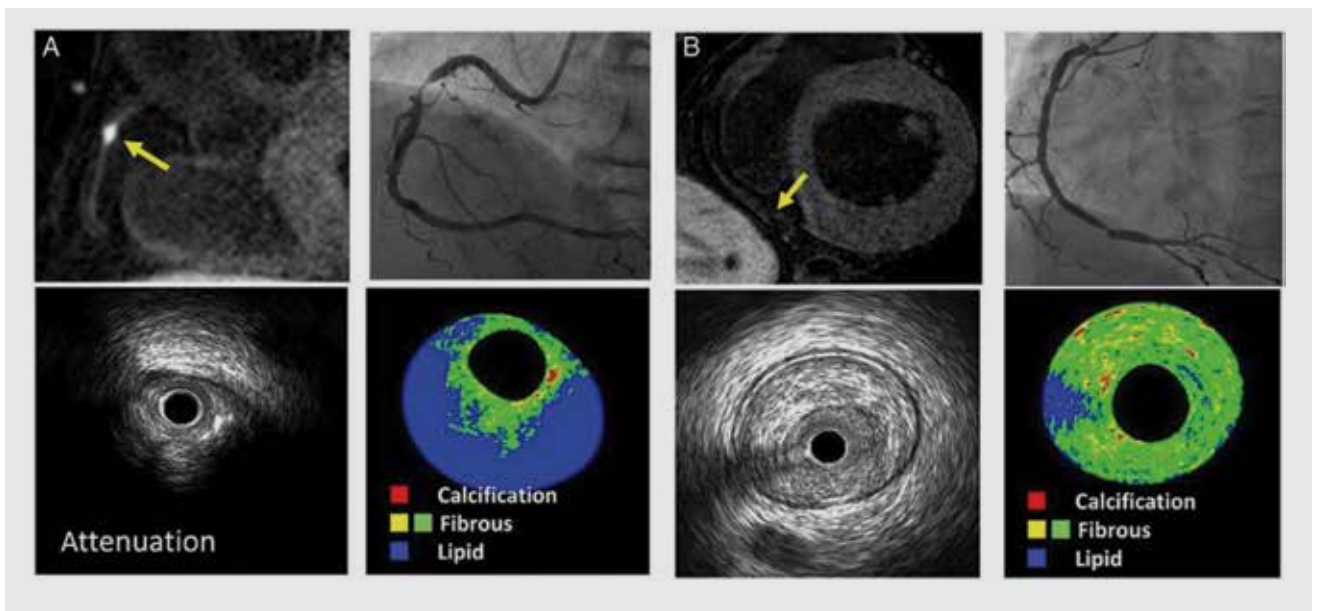 A
B
Attenuation
Calcification
Fibrous
Lipid
Calcification
Fibrous
Lipid